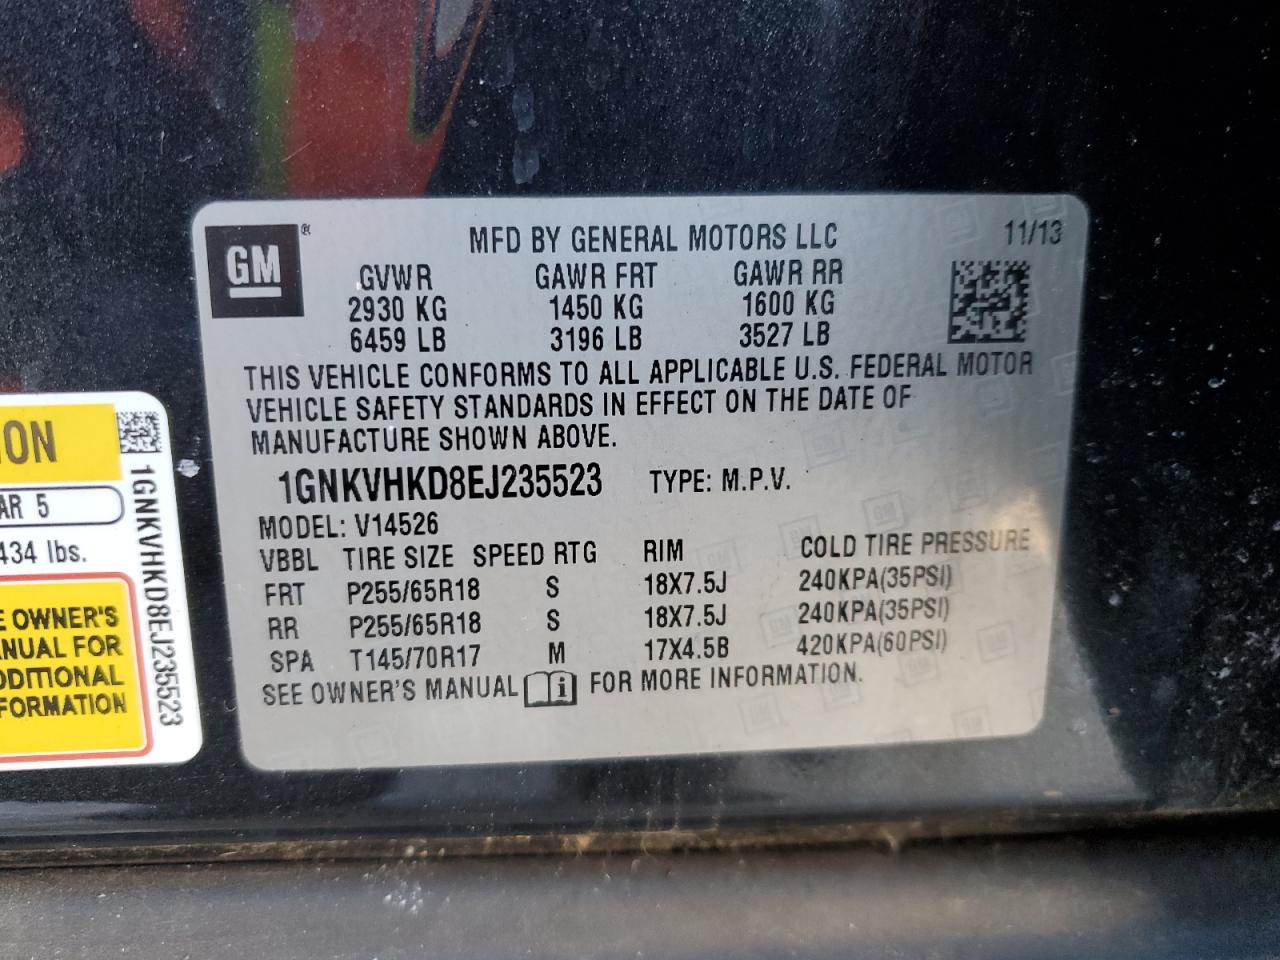 GM ®
MFD BY GENERAL MOTORS LLC 11/13
GVWR GAWR FRT GAWR RR
2930 KG 1450 KG 1600 KG
6459 LB 3196 LB 3527 LB
THIS VEHICLE CONFORMS TO ALL APPLICABLE U.S. FEDERAL MOTOR
VEHICLE SAFETY STANDARDS IN EFFECT ON THE DATE OF
MANUFACTURE SHOWN ABOVE.
1GNKVHKD8EJ235523 TYPE: M.P.V.
MODEL: V14526
VBBL TIRE SIZE SPEED RTG RIM COLD TIRE PRESSURE
FRT P255/65R18 S 18X7.5J 240KPA(35PSI)
RR P255/65R18 S 18X7.5J 240KPA(35PSI)
SPA T145/70R17 M 17X4.5B 420KPA(60PSI)
SEE OWNER'S MANUAL i FOR MORE INFORMATION.
ION
AR 5
434 lbs.
E OWNER'S
NUAL FOR
DDITIONAL
FORMATION
1GNKVHKD8EJ235523